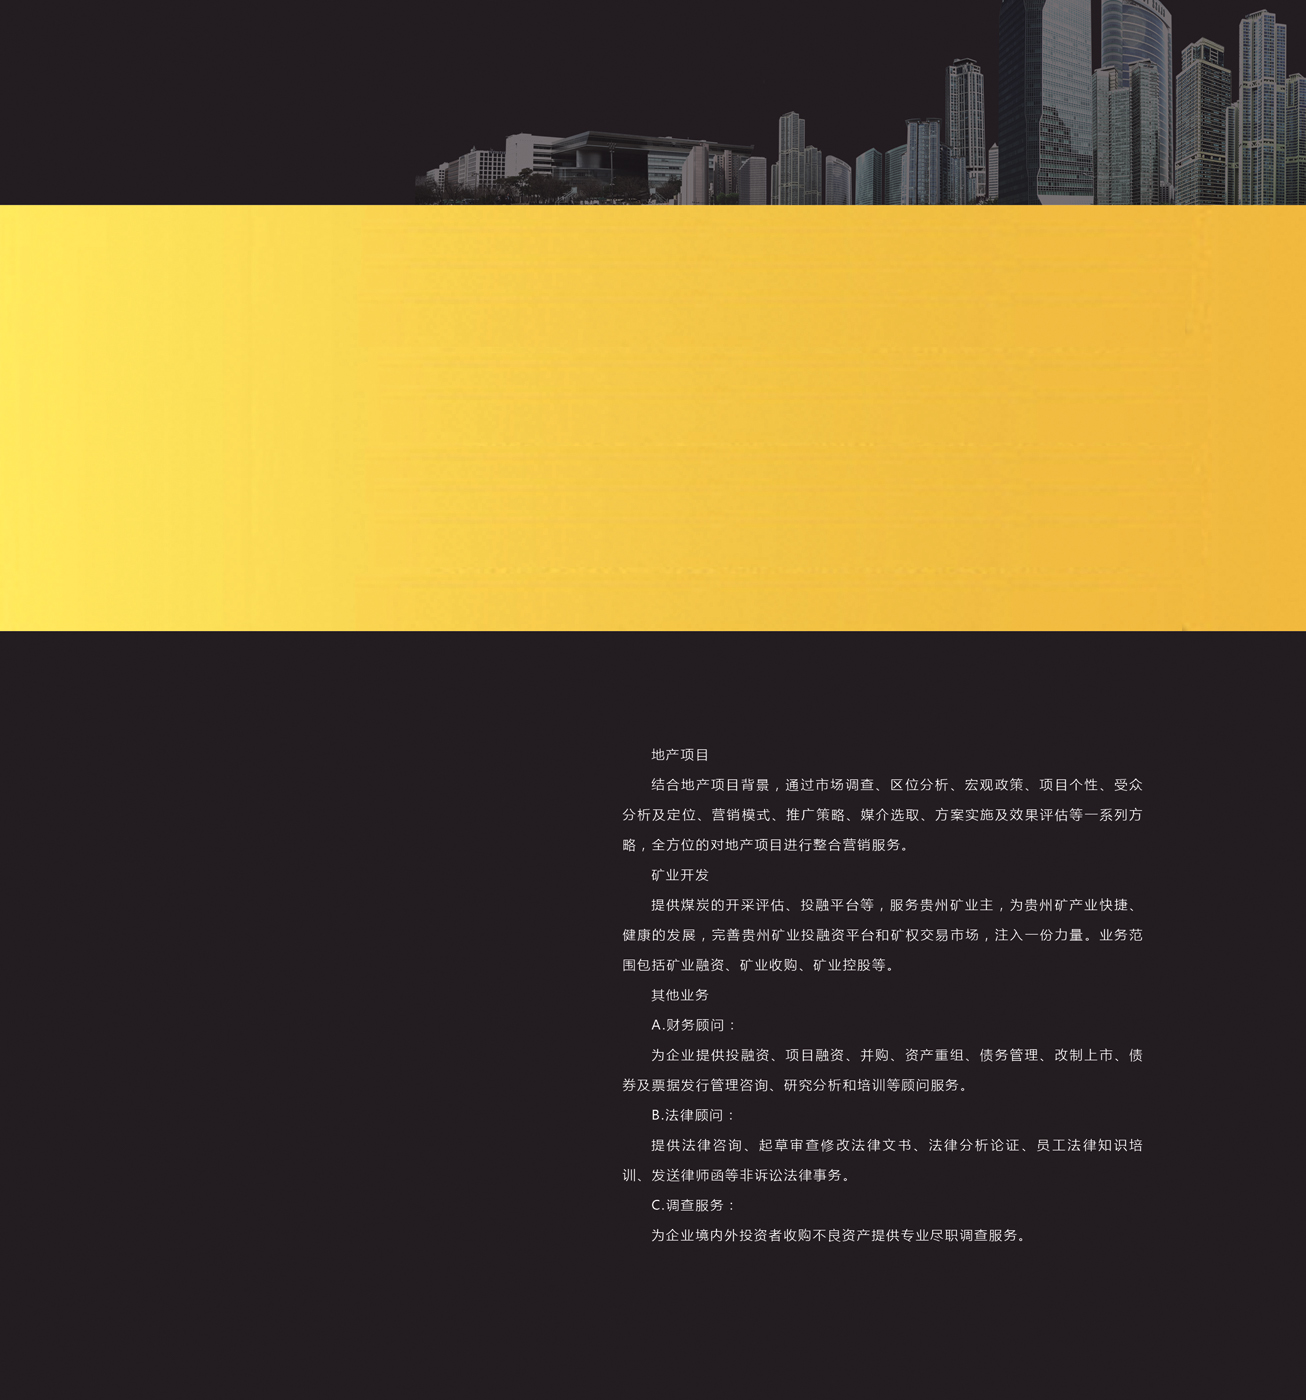 地产项目
结合地产项目背景，通过市场调查、区位分析、宏观政策、项目个性、受众
分析及定位、营销模式、推广策略、媒介选取、方案实施及效果评估等一系列方
略，全方位的对地产项目进行整合营销服务。
矿业开发
提供煤炭的开采评估、投融平台等，服务贵州矿业主，为贵州矿产业快捷、
健康的发展，完善贵州矿业投融资平台和矿权交易市场，注入一份力量。业务范
围包括矿业融资、矿业收购、矿业控股等。
其他业务
A.财务顾问：
为企业提供投融资、项目融资、并购、资产重组、债务管理、改制上市、债
券及票据发行管理咨询、研究分析和培训等顾问服务。
B.法律顾问：
提供法律咨询、起草审查修改法律文书、法律分析论证、员工法律知识培
训、发送律师函等非诉讼法律事务。
C.调查服务：
为企业境内外投资者收购不良资产提供专业尽职调查服务。